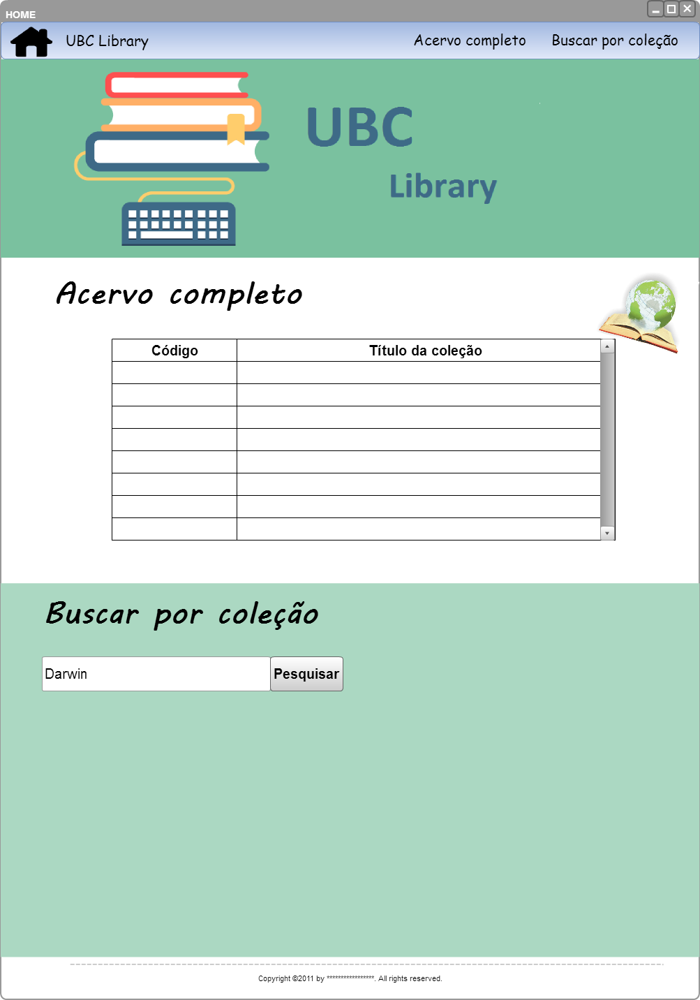 HOME
UBC Library
Acervo completo
Buscar por coleção
UBC
Library
Acervo completo
Código
Título da coleção
Buscar por coleção
Darwin
Pesquisar
Copyright ©2011 by *****************. All rights reserved.